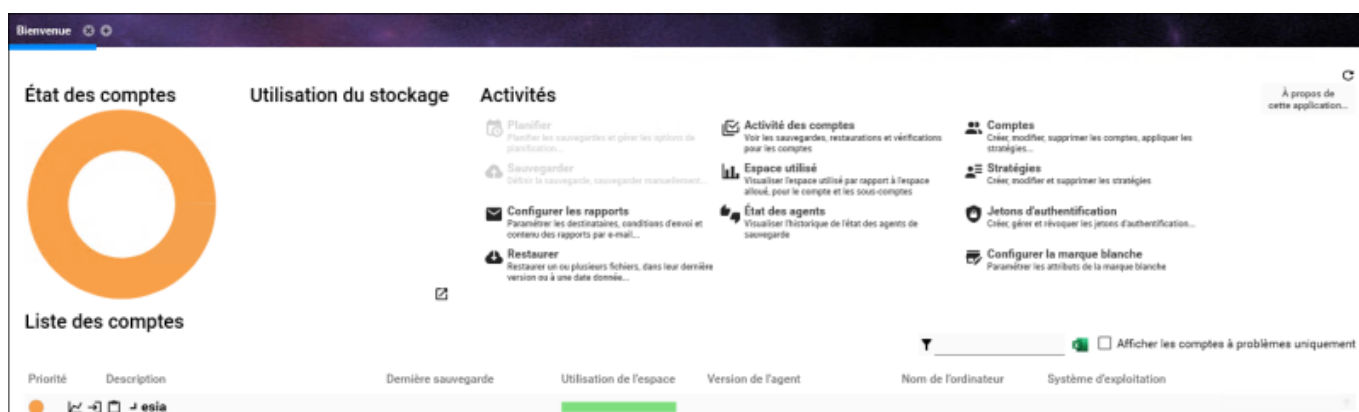 Bienvenue
État des comptes
Utilisation du stockage
Activités
À propos de
cette application...
Planifier
Planifier les sauvegardes et gérer les options de
planification...
Sauvegarder
Définir la sauvegarde, sauvegarder manuellement...
Configurer les rapports
Paramétrer les destinataires, conditions d'envoi et
contenu des rapports par e-mail...
Restaurer
Restaurer un ou plusieurs fichiers, dans leur dernière
version ou à une date donnée...
Activité des comptes
Voir les sauvegardes, restaurations et vérifications
pour les comptes
Espace utilisé
Visualiser l'espace utilisé par rapport à l'espace
alloué, pour le compte et les sous-comptes
État des agents
Visualiser l'historique de l'état des agents de
sauvegarde
Comptes
Créer, modifier, supprimer les comptes, appliquer les
stratégies...
Stratégies
Créer, modifier et supprimer les stratégies
Jetons d'authentification
Créer, gérer et révoquer les jetons d'authentification...
Configurer la marque blanche
Paramétrer les attributs de la marque blanche
Liste des comptes
Afficher les comptes à problèmes uniquement
Priorité Description Dernière sauvegarde Utilisation de l'espace Version de l'agent Nom de l'ordinateur Système d'exploitation
esia